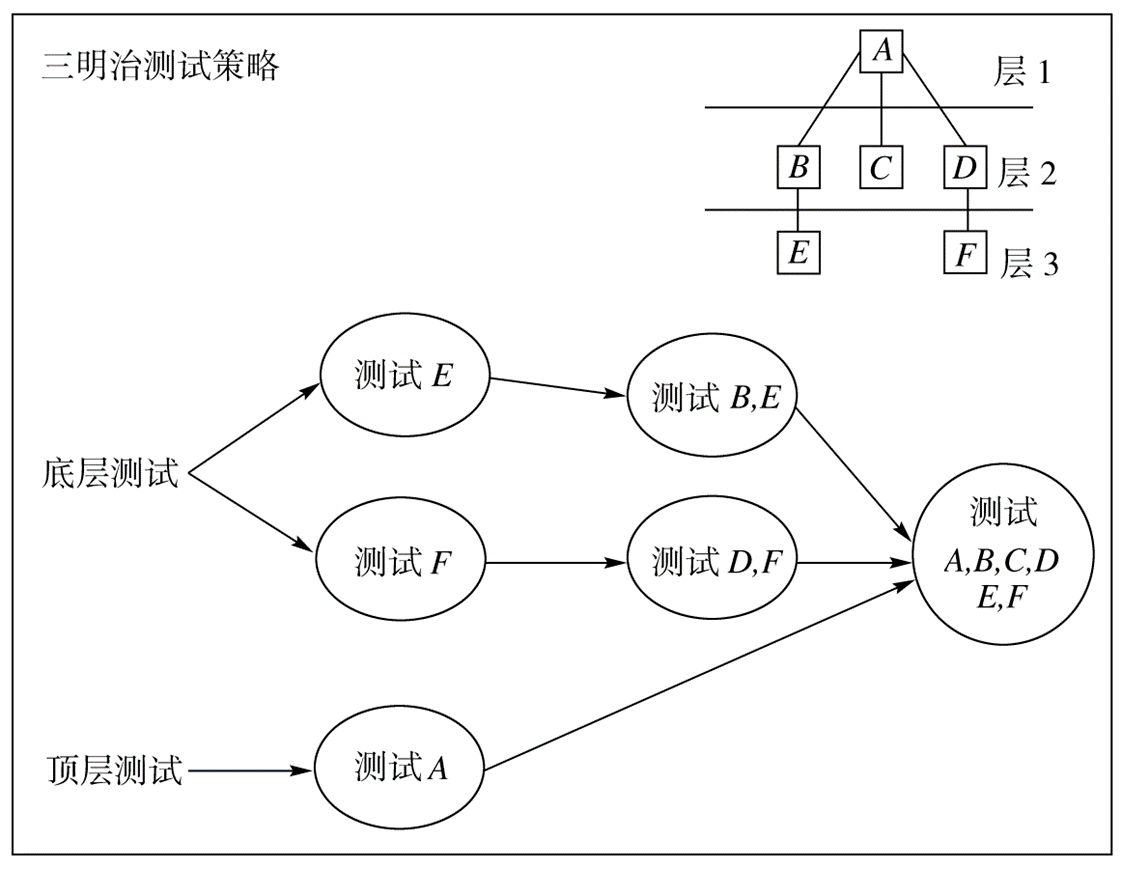 三明治测试策略
A
层 1
B
C
D
层 2
E
F
层 3
测试 E
测试 B,E
底层测试
测试 F
测试 D,F
测试
A,B,C,D
E,F
顶层测试
测试 A